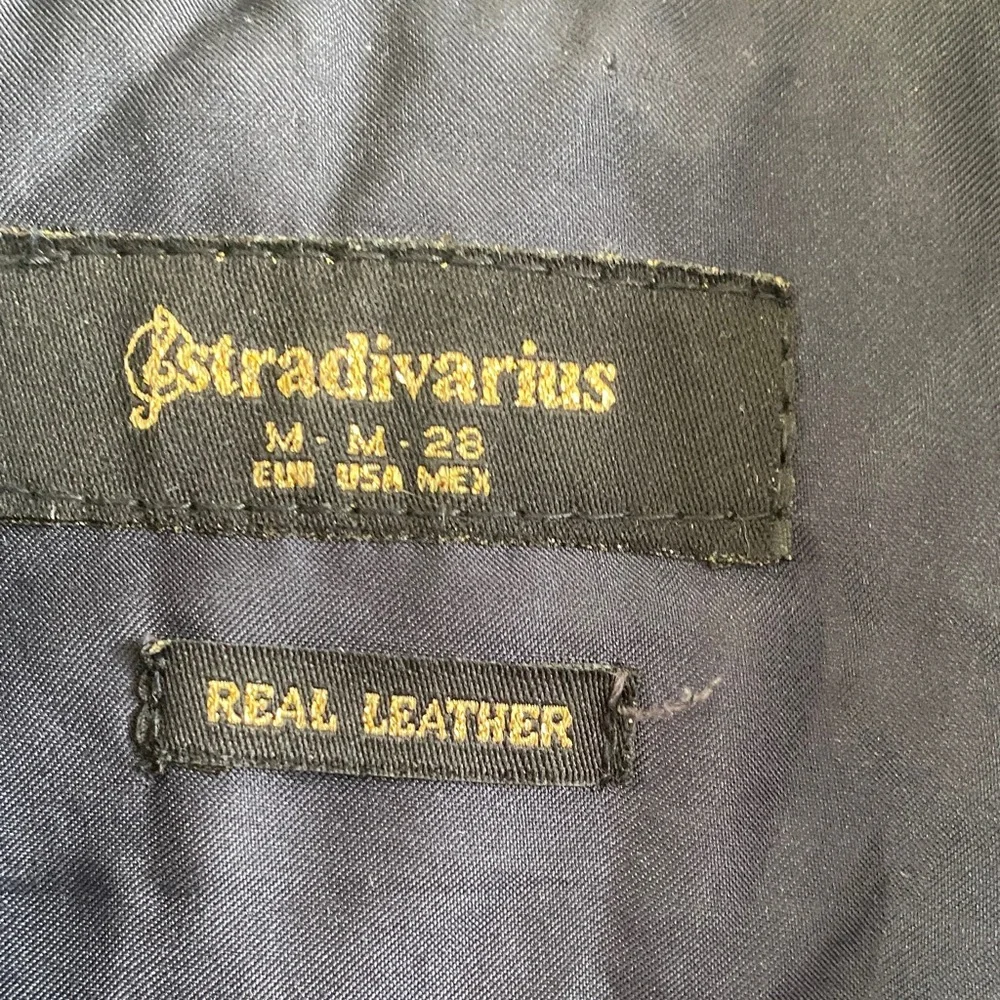 stradivarius
M - M - 28
EUR USA MEX
REAL LEATHER